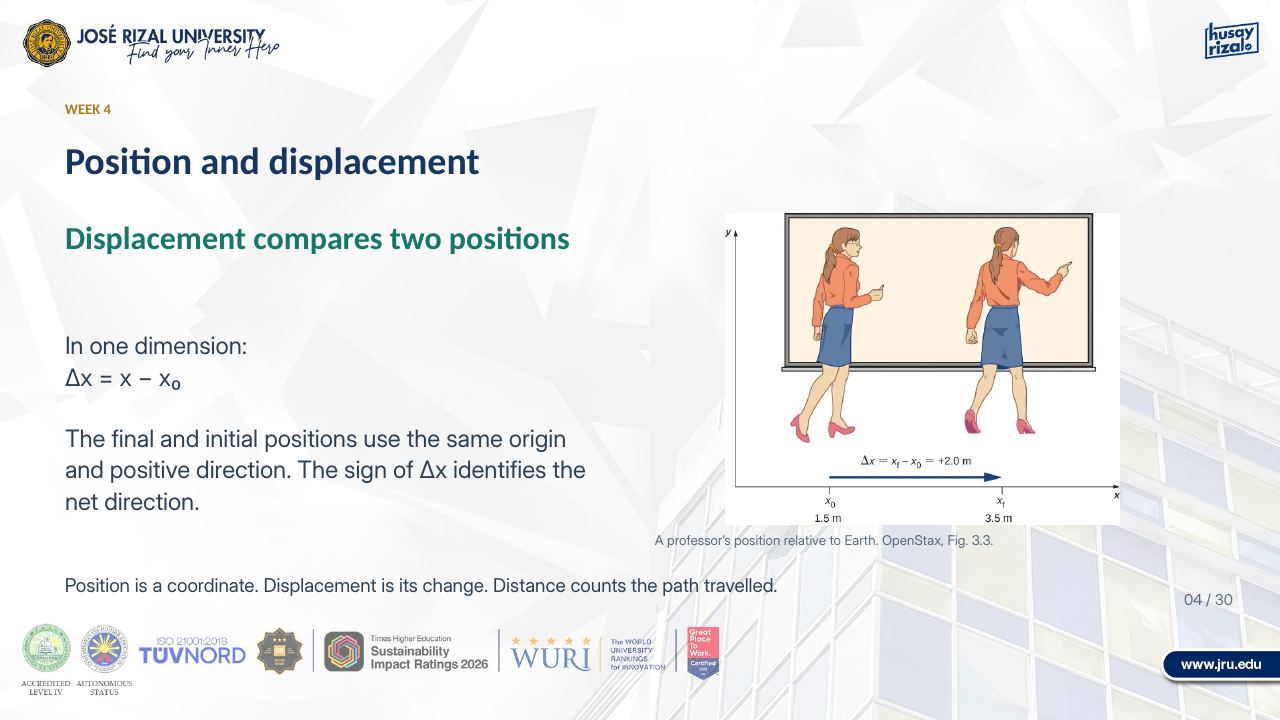 JOSÉ RIZAL UNIVERSITY
Find your Inner Hero
husay
rizal
WEEK 4
Position and displacement
Displacement compares two positions
In one dimension:
Δx = x − x₀
The final and initial positions use the same origin
and positive direction. The sign of Δx identifies the
net direction.
y
Δx = xf – x0 = +2.0 m
x
x0
xf
1.5 m
3.5 m
A professor's position relative to Earth. OpenStax, Fig. 3.3.
Position is a coordinate. Displacement is its change. Distance counts the path travelled.
04 / 30
ACCREDITED
LEVEL IV
AUTONOMOUS
STATUS
ISO 21001:2018
TÜVNORD
Times Higher Education
Sustainability
Impact Ratings 2026
WURI
The WORLD
UNIVERSITY
RANKINGS
for INNOVATION
Great
Place
To
Work.
Certified
www.jru.edu